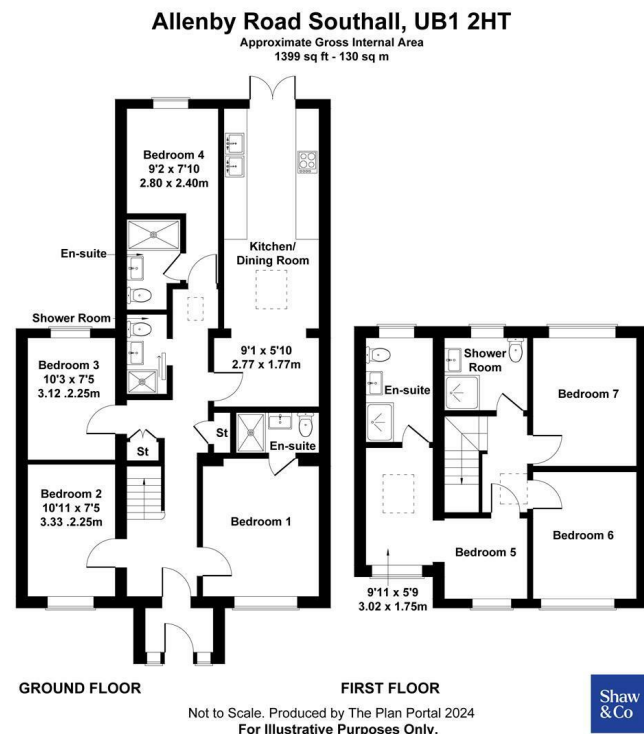 Allenby Road Southall, UB1 2HT
Approximate Gross Internal Area
1399 sq ft - 130 sq m
Bedroom 4
9'2 x 7'10
2.80 x 2.40m
En-suite
Kitchen/
Dining Room
Shower Room
9'1 x 5'10
2.77 x 1.77m
Bedroom 3
10'3 x 7'5
3.12 .2.25m
St
St
En-suite
Bedroom 2
10'11 x 7'5
3.33 .2.25m
Bedroom 1
En-suite
Shower
Room
Bedroom 7
Bedroom 5
Bedroom 6
9'11 x 5'9
3.02 x 1.75m
GROUND FLOOR
FIRST FLOOR
Not to Scale. Produced by The Plan Portal 2024
For Illustrative Purposes Only.
Shaw
&Co